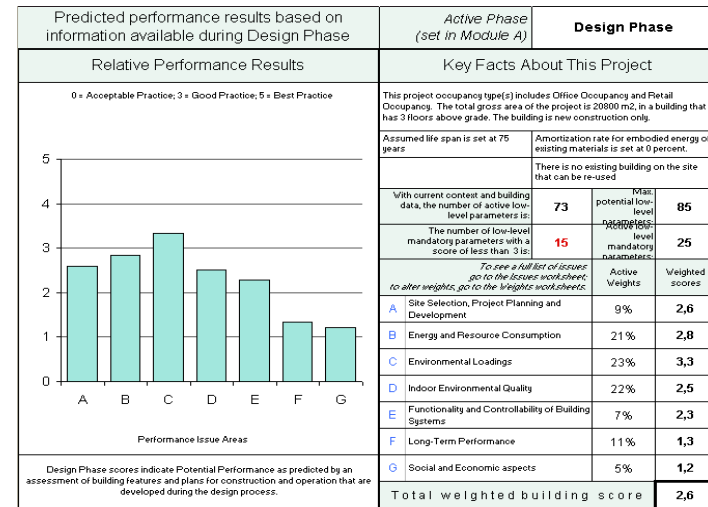 Predicted performance results based on
information available during Design Phase
Active Phase
(set in Module A)
Design Phase
Relative Performance Results
Key Facts About This Project
0 = Acceptable Practice; 3 = Good Practice; 5 = Best Practice
This project occupancy type(s) includes Office Occupancy and Retail
Occupancy. The total gross area of the project is 20800 m2, in a building that
has 3 floors above grade. The building is new construction only.
Assumed life span is set at 75
years
Amortization rate for embodied energy of
existing materials is set at 0 percent.
There is no existing building on the site
that can be re-used
With current context and building
data, the number of active low-
level parameters is:
73
Max.
potential low-
level
parameters:
85
The number of low-level
mandatory parameters with a
score of less than 3 is:
15
Active low-
level
mandatory
parameters:
25
To see a full list of issues
go to the Issues worksheet;
to alter weights, go to the Weights worksheets.
Active
Weights
Weighted
scores
A
Site Selection, Project Planning and
Development
9%
2,6
B
Energy and Resource Consumption
21%
2,8
C
Environmental Loadings
23%
3,3
D
Indoor Environmental Quality
22%
2,5
E
Functionality and Controllability of Building
Systems
7%
2,3
F
Long-Term Performance
11%
1,3
G
Social and Economic aspects
5%
1,2
Total weighted building score
2,6
5
4
3
2
1
0
A B C D E F G
Performance Issue Areas
Design Phase scores indicate Potential Performance as predicted by an
assessment of building features and plans for construction and operation that are
developed during the design process.